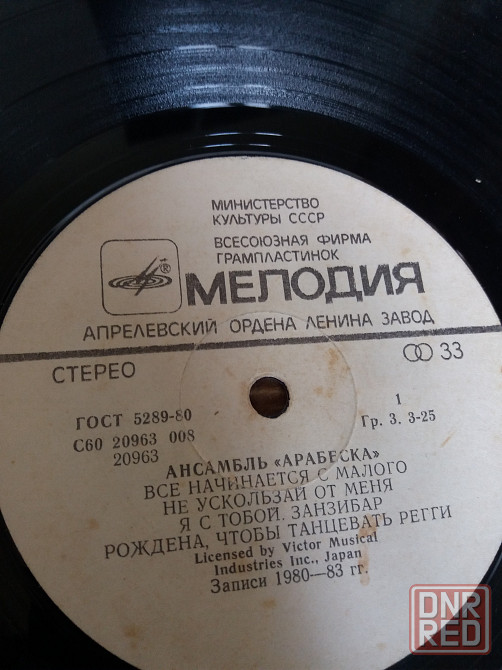 МИНИСТЕРСТВО
КУЛЬТУРЫ СССР
ВСЕСОЮЗНАЯ ФИРМА
ГРАМПЛАСТИНОК
®
МЕЛОДИЯ
АПРЕЛЕВСКИЙ ОРДЕНА ЛЕНИНА ЗАВОД
СТЕРЕО
33
ГОСТ 5289-80
С60 20963 008
20963
1
Гр. 3. 3-25
АНСАМБЛЬ «АРАБЕСКА»
ВСЕ НАЧИНАЕТСЯ С МАЛОГО
НЕ УСКОЛЬЗАЙ ОТ МЕНЯ
Я С ТОБОЙ. ЗАНЗИБАР
РОЖДЕНА, ЧТОБЫ ТАНЦЕВАТЬ РЕГГИ
Licensed by Victor Musical
Industries Inc., Japan
Записи 1980—83 гг.
DNR
RED